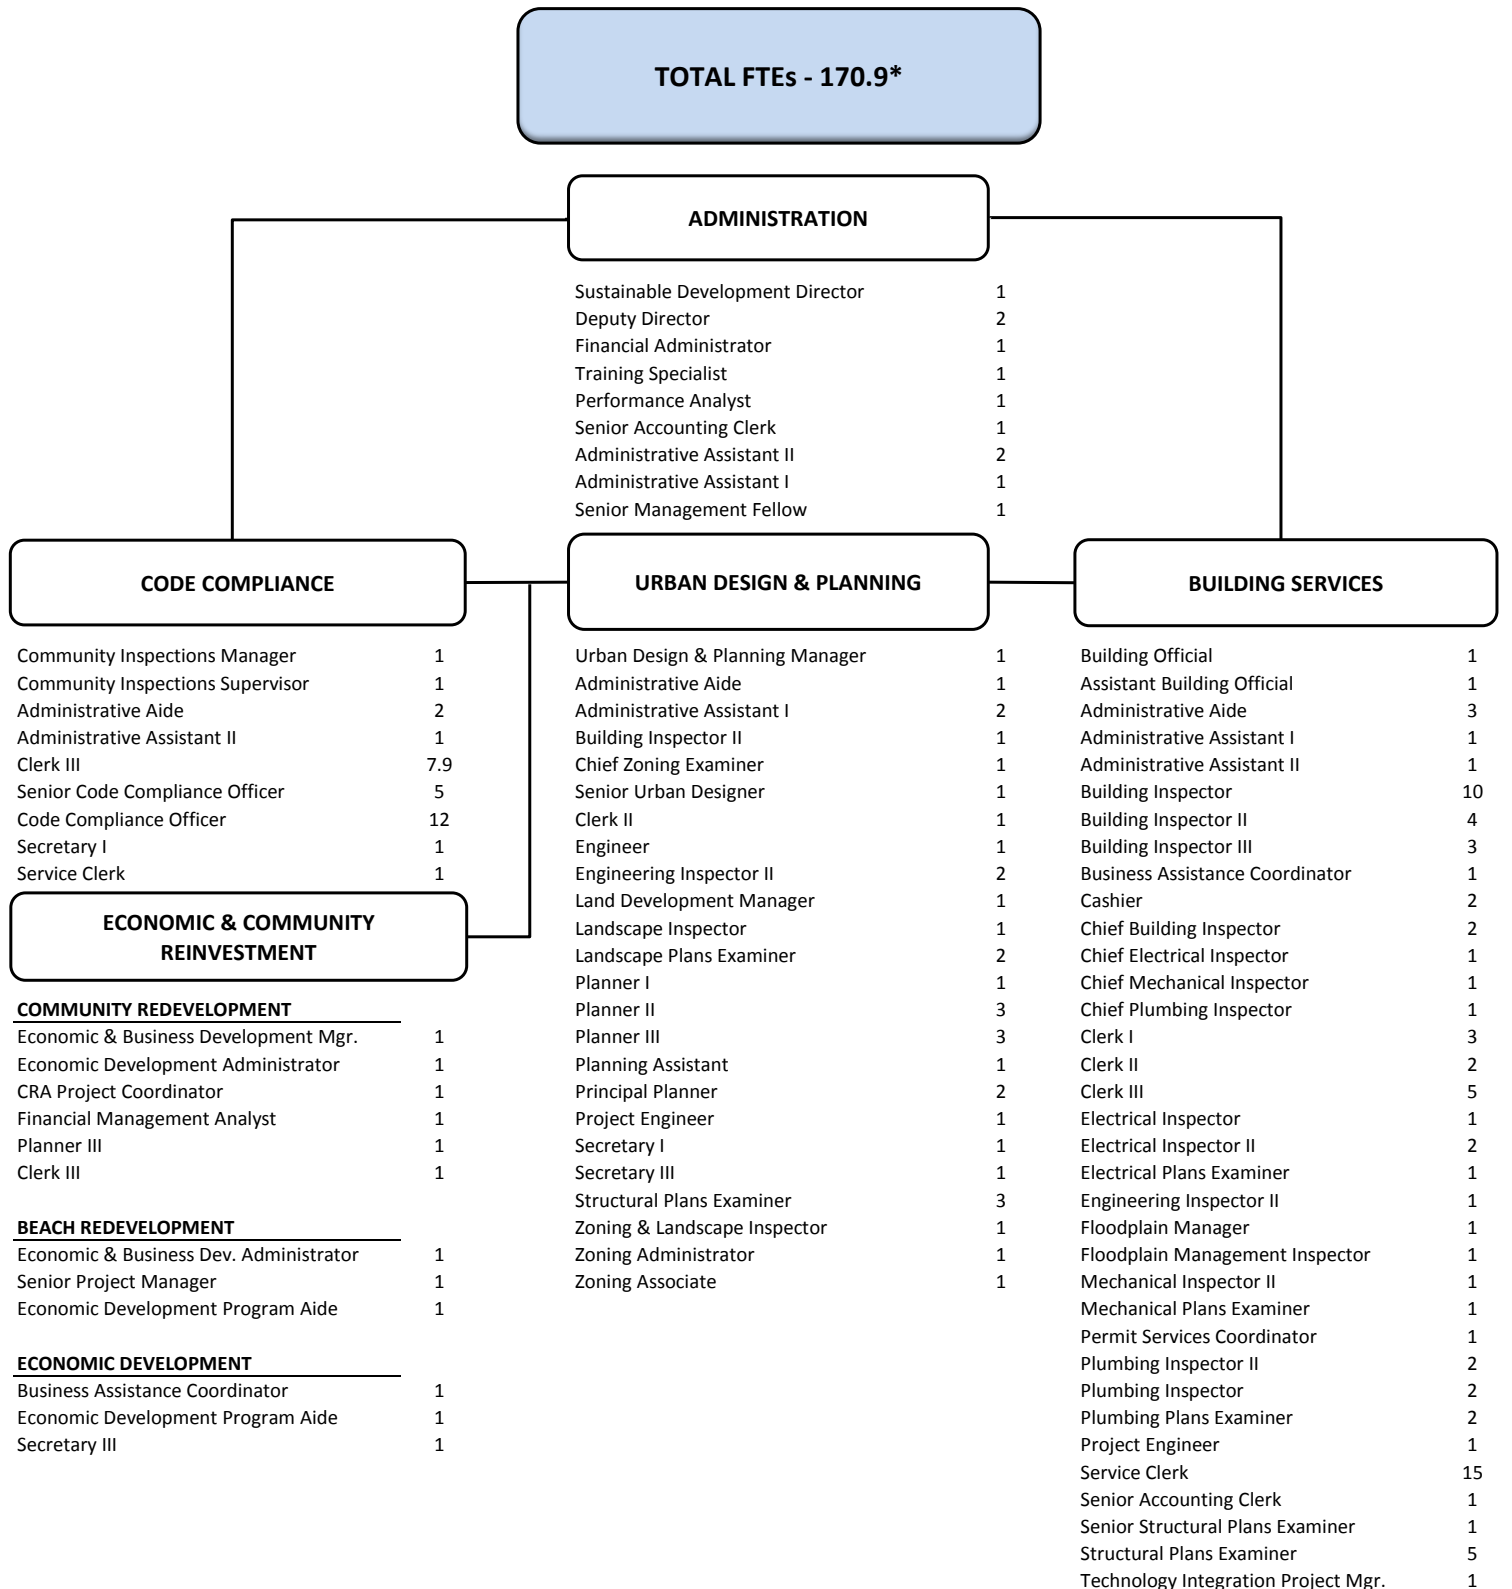 TOTAL FTEs - 170.9*
ADMINISTRATION
Sustainable Development Director 1
Deputy Director 2
Financial Administrator 1
Training Specialist 1
Performance Analyst 1
Senior Accounting Clerk 1
Administrative Assistant II 2
Administrative Assistant I 1
Senior Management Fellow 1
CODE COMPLIANCE
Community Inspections Manager 1
Community Inspections Supervisor 1
Administrative Aide 2
Administrative Assistant II 1
Clerk III 7.9
Senior Code Compliance Officer 5
Code Compliance Officer 12
Secretary I 1
Service Clerk 1
ECONOMIC & COMMUNITY
REINVESTMENT
COMMUNITY REDEVELOPMENT
Economic & Business Development Mgr. 1
Economic Development Administrator 1
CRA Project Coordinator 1
Financial Management Analyst 1
Planner III 1
Clerk III 1
BEACH REDEVELOPMENT
Economic & Business Dev. Administrator 1
Senior Project Manager 1
Economic Development Program Aide 1
ECONOMIC DEVELOPMENT
Business Assistance Coordinator 1
Economic Development Program Aide 1
Secretary III 1
URBAN DESIGN & PLANNING
Urban Design & Planning Manager 1
Administrative Aide 1
Administrative Assistant I 2
Building Inspector II 1
Chief Zoning Examiner 1
Senior Urban Designer 1
Clerk II 1
Engineer 1
Engineering Inspector II 2
Land Development Manager 1
Landscape Inspector 1
Landscape Plans Examiner 2
Planner I 1
Planner II 3
Planner III 3
Planning Assistant 1
Principal Planner 2
Project Engineer 1
Secretary I 1
Secretary III 1
Structural Plans Examiner 3
Zoning & Landscape Inspector 1
Zoning Administrator 1
Zoning Associate 1
BUILDING SERVICES
Building Official 1
Assistant Building Official 1
Administrative Aide 3
Administrative Assistant I 1
Administrative Assistant II 1
Building Inspector 10
Building Inspector II 4
Building Inspector III 3
Business Assistance Coordinator 1
Cashier 2
Chief Building Inspector 2
Chief Electrical Inspector 1
Chief Mechanical Inspector 1
Chief Plumbing Inspector 1
Clerk I 3
Clerk II 2
Clerk III 5
Electrical Inspector 1
Electrical Inspector II 2
Electrical Plans Examiner 1
Engineering Inspector II 1
Floodplain Manager 1
Floodplain Management Inspector 1
Mechanical Inspector II 1
Mechanical Plans Examiner 1
Permit Services Coordinator 1
Plumbing Inspector II 2
Plumbing Inspector 2
Plumbing Plans Examiner 2
Project Engineer 1
Service Clerk 15
Senior Accounting Clerk 1
Senior Structural Plans Examiner 1
Structural Plans Examiner 5
Technology Integration Project Mgr. 1